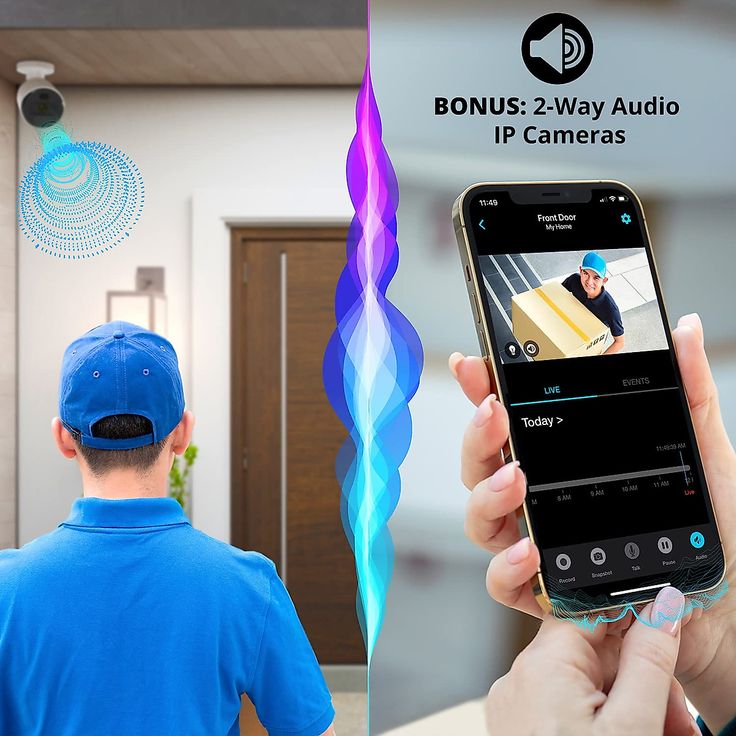 BONUS: 2-Way Audio
IP Cameras
11:49
Front Door
My Home
LIVE
EVENTS
Today >
11:49:39 AM
M
8 AM
9 AM
10 AM
11 AM
Live
Record
Snapshot
Talk
Pause
Audio